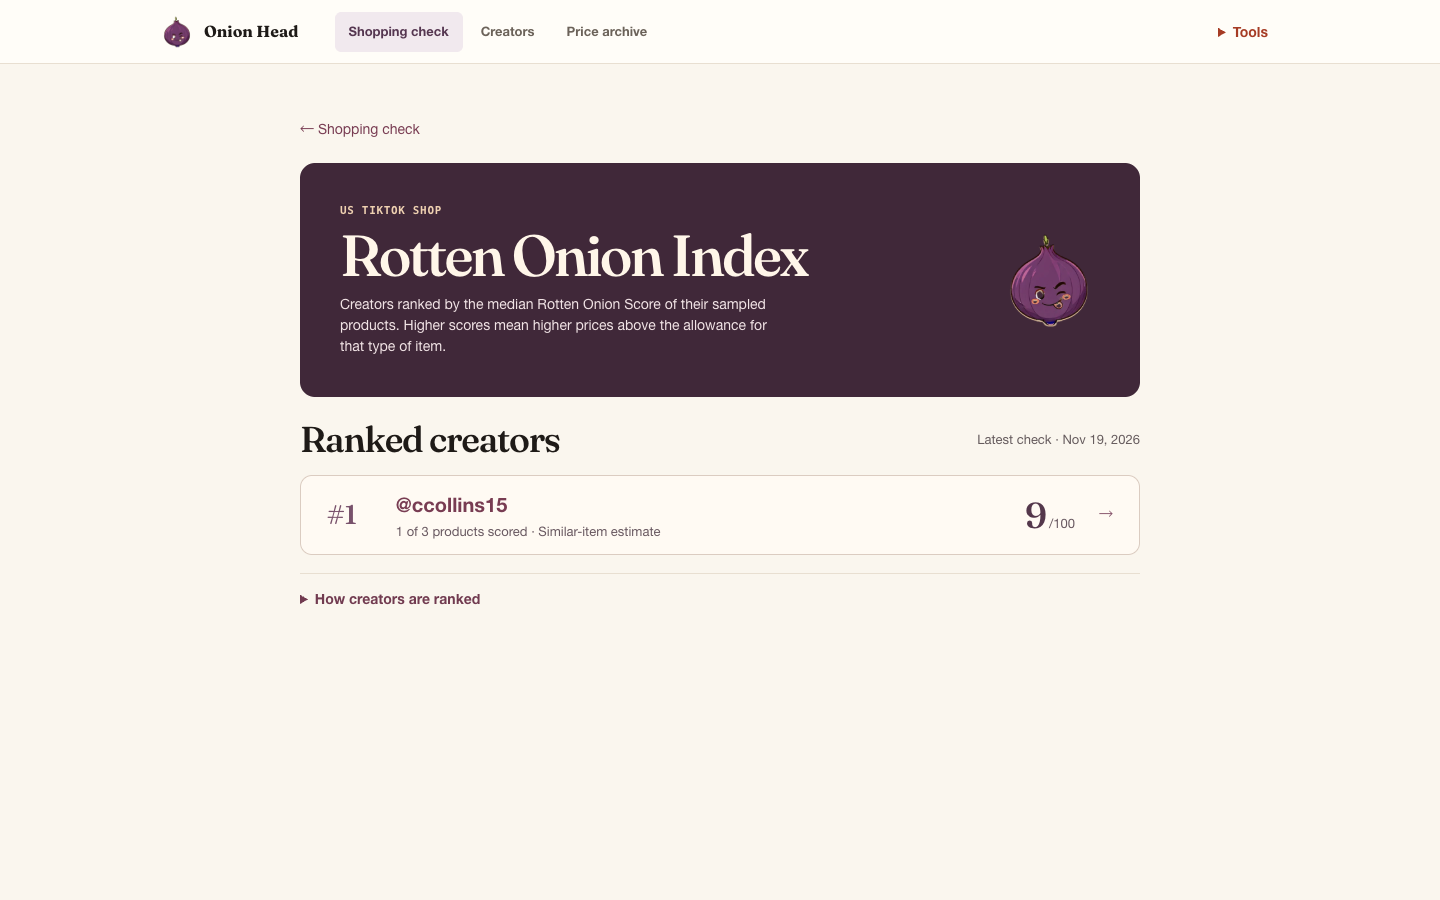 Onion Head
Shopping check
Creators
Price archive
▶ Tools
← Shopping check
US TIKTOK SHOP
Rotten Onion Index
Creators ranked by the median Rotten Onion Score of their sampled
products. Higher scores mean higher prices above the allowance for
that type of item.
Ranked creators
Latest check · Nov 19, 2026
#1
@ccollins15
1 of 3 products scored · Similar-item estimate
9/100 →
▶ How creators are ranked